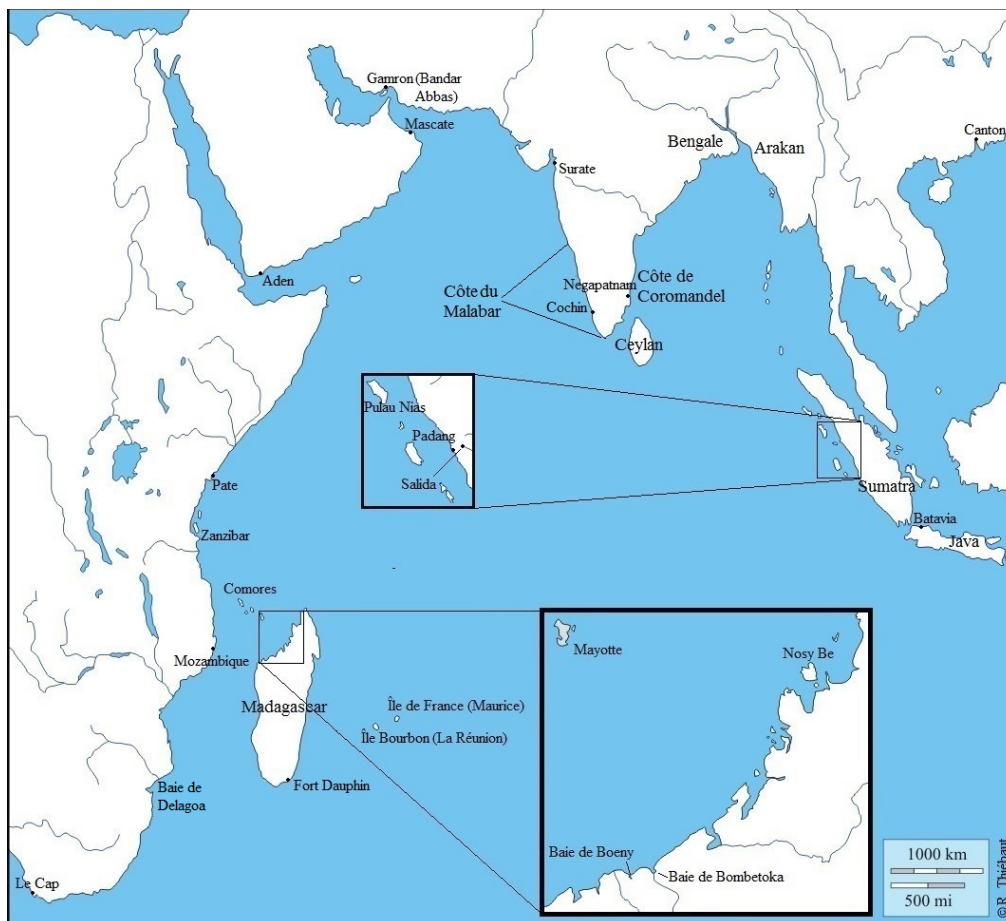 Gamron (Bandar
Abbas)
Mascate
Bengale
Arakan
Canton
Surate
Aden
Côte du
Malabar
Négapatnam
Cochin
Côte de
Coromandel
Ceylan
Pulau Nias
Padang
Salida
Sumatra
Pate
Batavia
Java
Zanzibar
Comores
Mozambique
Mayotte
Nosy Be
Madagascar
Île de France (Maurice)
Île Bourbon (La Réunion)
Fort Dauphin
Baie de
Delagoa
Baie de Boeny
Baie de Bombetoka
Le Cap
1000 km
500 mi
©R. Thiébaut